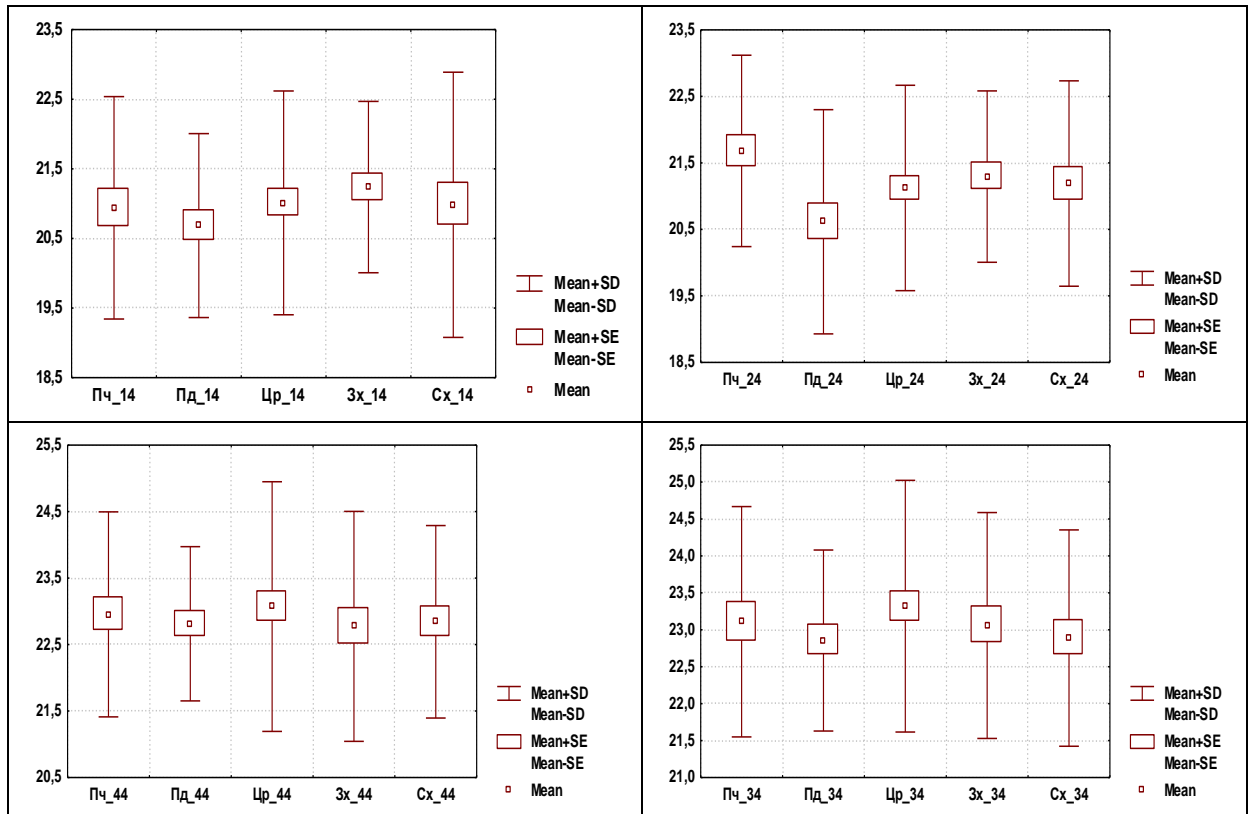 23,5
22,5
21,5
20,5
19,5
18,5
Пч_14 Пд_14 Цр_14 Зх_14 Сх_14
Mean+SD
Mean-SD
Mean+SE
Mean-SE
Mean
23,5
22,5
21,5
20,5
19,5
18,5
Пч_24 Пд_24 Цр_24 Зх_24 Сх_24
Mean+SD
Mean-SD
Mean+SE
Mean-SE
Mean
25,5
24,5
23,5
22,5
21,5
20,5
Пч_44 Пд_44 Цр_44 Зх_44 Сх_44
Mean+SD
Mean-SD
Mean+SE
Mean-SE
Mean
25,5
25,0
24,5
24,0
23,5
23,0
22,5
22,0
21,5
21,0
Пч_34 Пд_34 Цр_34 Зх_34 Сх_34
Mean+SD
Mean-SD
Mean+SE
Mean-SE
Mean